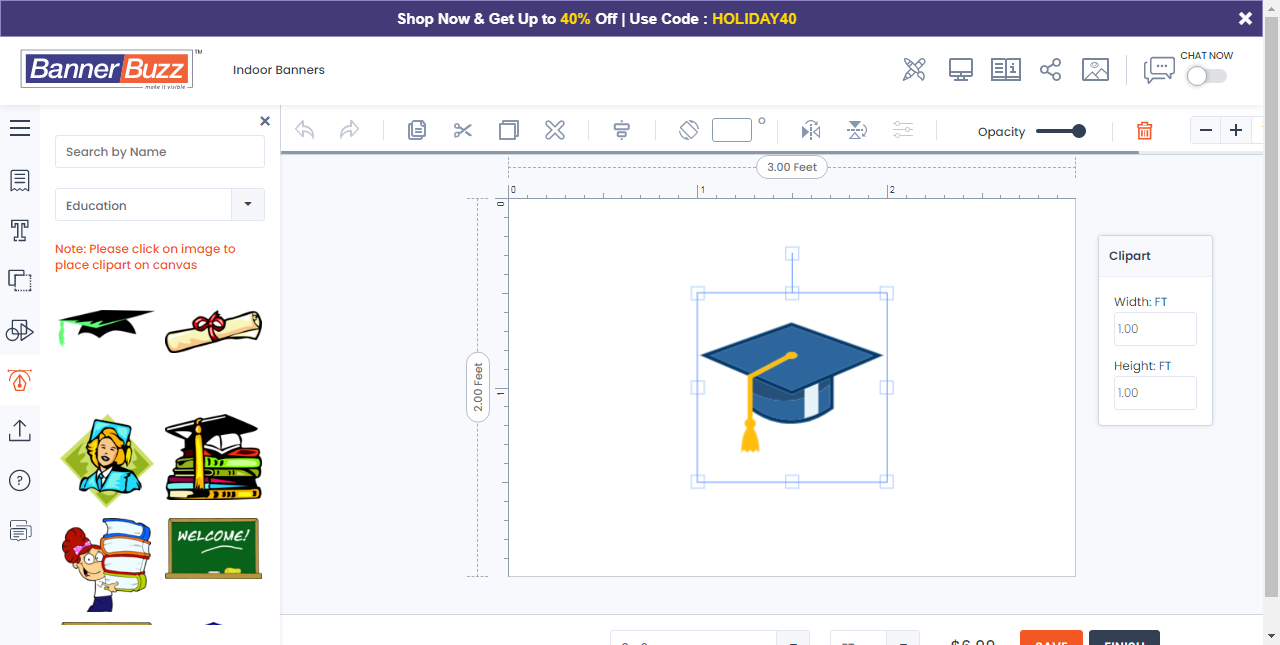 Shop Now & Get Up to 40% Off | Use Code : HOLIDAY40
BannerBuzz™
make it visible
Indoor Banners
CHAT NOW
Search by Name
Education
Note: Please click on image to
place clipart on canvas
WELCOME!
Opacity
3.00 Feet
0
1
2
0
1
2.00 Feet
Clipart
Width: FT
1.00
Height: FT
1.00